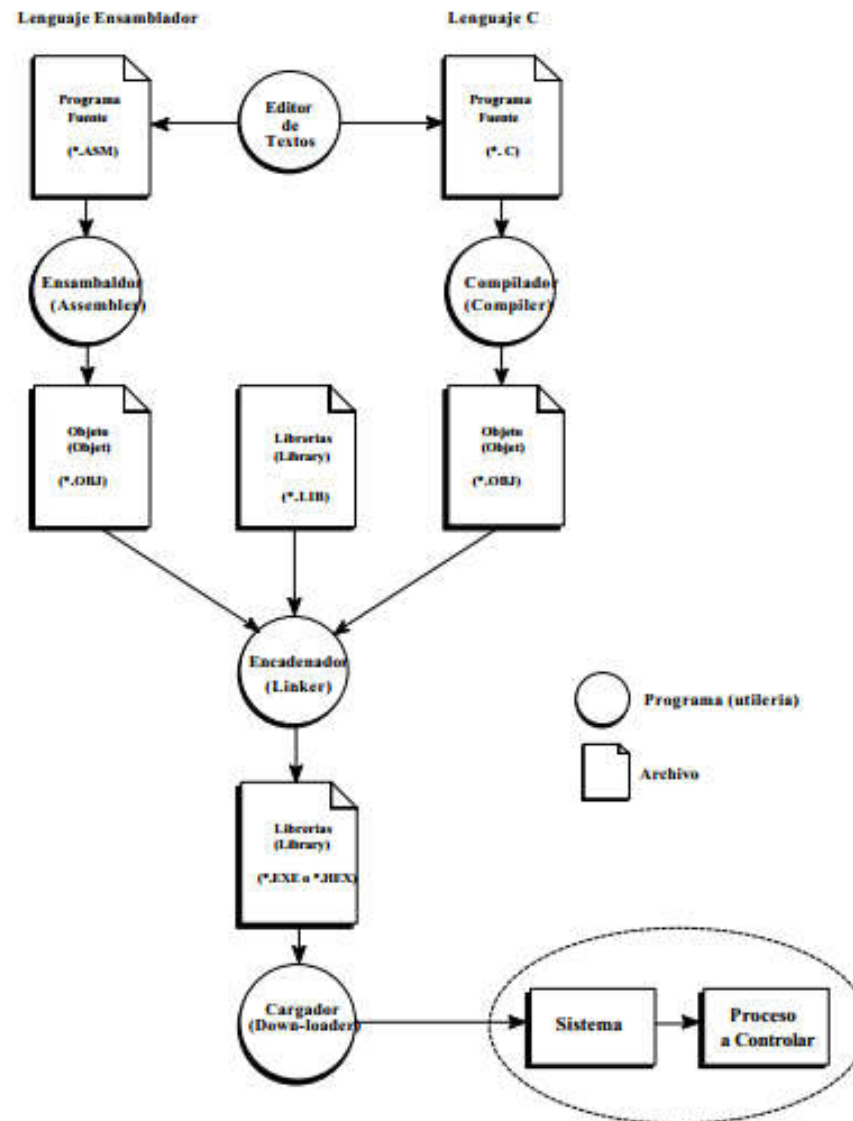 Lenguaje Ensamblador
Lenguaje C
Programa
Fuente
(*.ASM)
Editor
de
Textos
Programa
Fuente
(*. C)
Ensambaldor
(Assembler)
Compilador
(Compiler)
Objeto
(Objet)
(*.OBJ)
Librerias
(Library)
(*.LIB)
Objeto
(Objet)
(*.OBJ)
Encadenador
(Linker)
Programa (utileria)
Archivo
Librerias
(Library)
(*.EXE o *.HEX)
Cargador
(Down-loader)
Sistema
Proceso
a Controlar